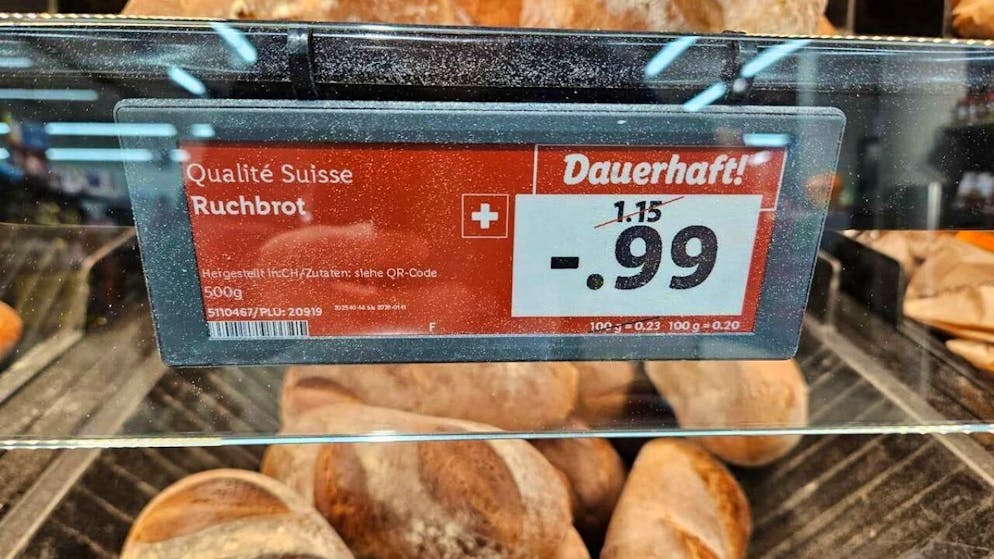 Qualité Suisse
Ruchbrot
Hergestellt in:CH/Zutaten: siehe QR-Code
500g
5110467/PLU: 20919
F
Dauerhaft!
1.15
-.99
100 g = 0.23 100 g = 0.20